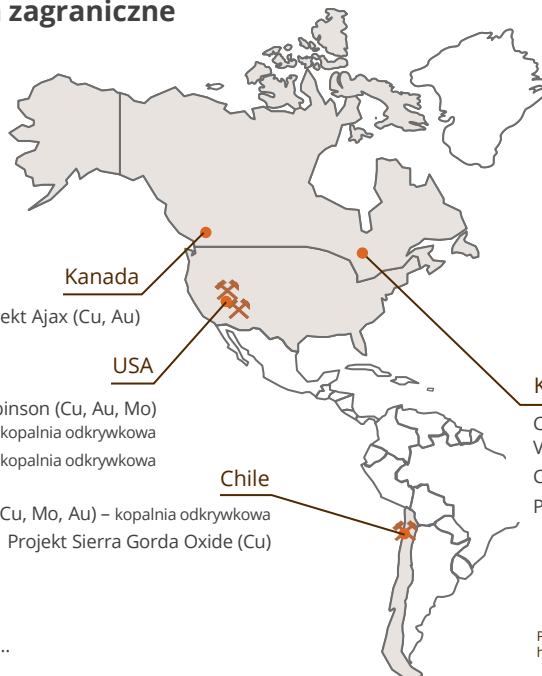 zagraniczne
Kanada
ekt Ajax (Cu, Au)
USA
binson (Cu, Au, Mo)
kopalnia odkrywkowa
kopalnia odkrywkowa
Chile
Cu, Mo, Au) – kopalnia odkrywkowa
Projekt Sierra Gorda Oxide (Cu)
...